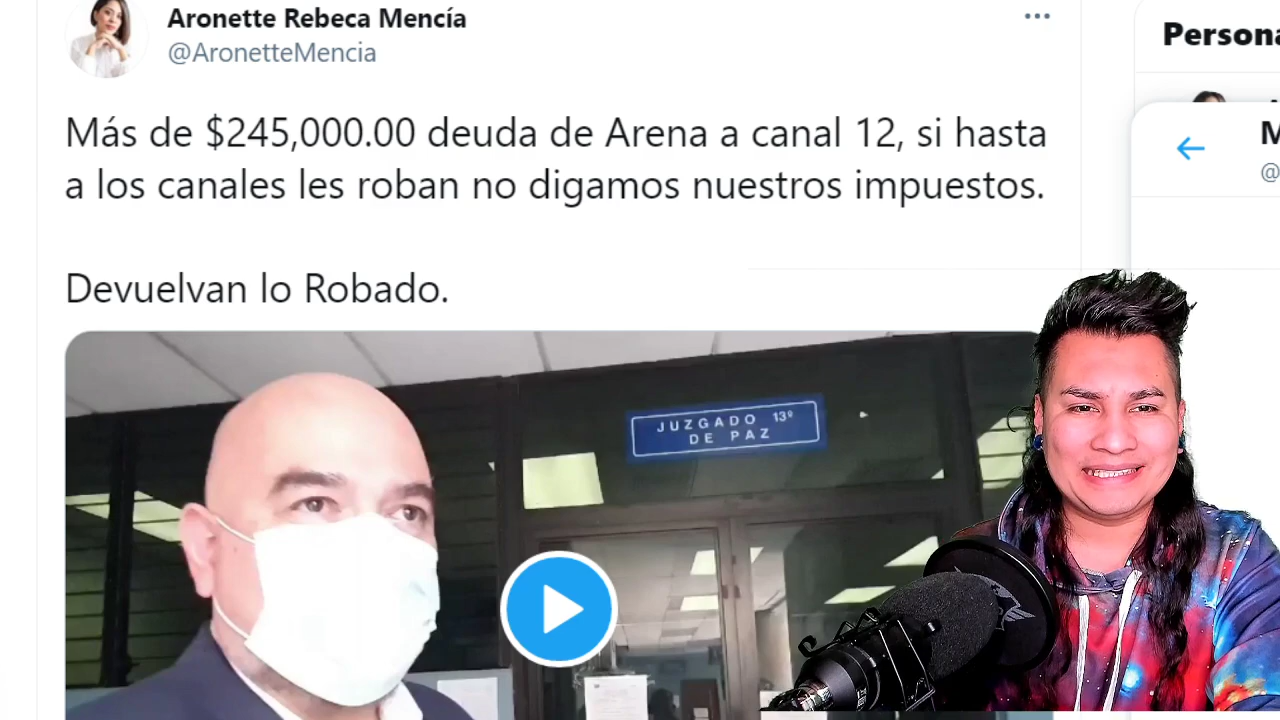 Aronette Rebeca Mencía
@AronetteMencia
Más de $245,000.00 deuda de Arena a canal 12, si hasta
a los canales les roban no digamos nuestros impuestos.
Devuelvan lo Robado.
JUZGADO 13º
DE PAZ
Persona
M
@